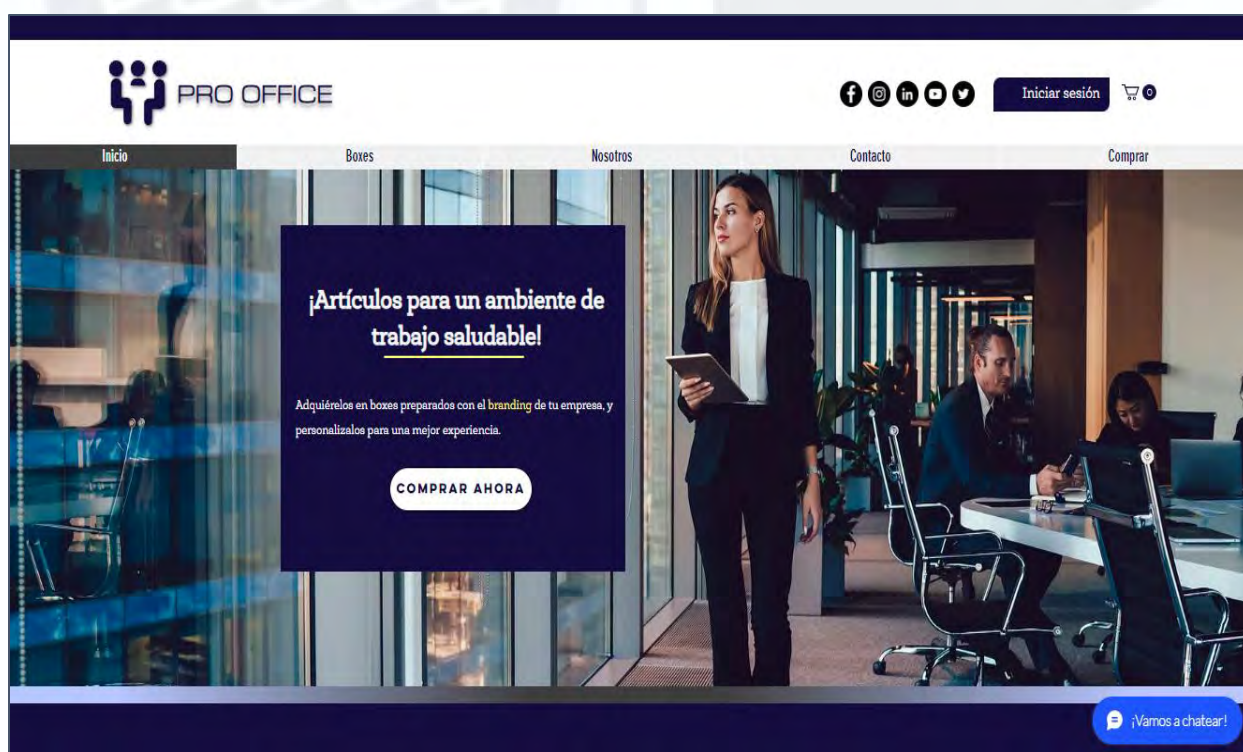 PRO OFFICE
Iniciar sesión
0
Inicio
Boxes
Nosotros
Contacto
Comprar
¡Artículos para un ambiente de
trabajo saludable!
Adquiérelos en boxes preparados con el branding de tu empresa, y
personalizalos para una mejor experiencia.
COMPRAR AHORA
¡Vamos a chatear!